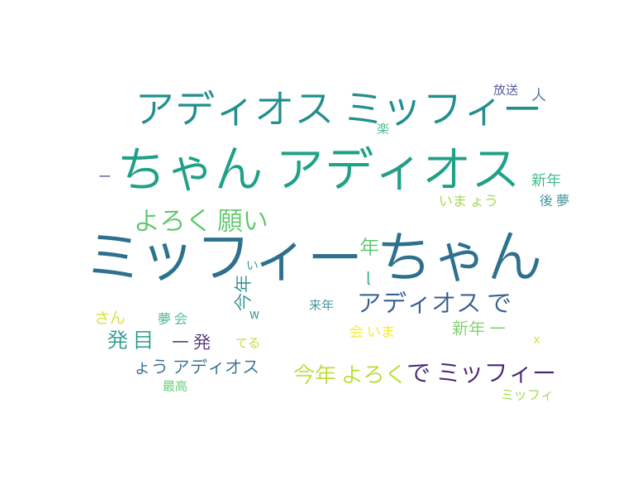 放送
人
アディオス ミッフィー
楽
ちゃん アディオス
新年
ー
いま ょう
後 夢
よろく 願い
ミッフィー ちゃん
年
い
l
今年
アディオス で
来年
w
さん
夢 会
会 いま
新年 一
発 目
一 発
てる
x
ょう アディオス
今年 よろく
で ミッフィー
最高
ミッフィ